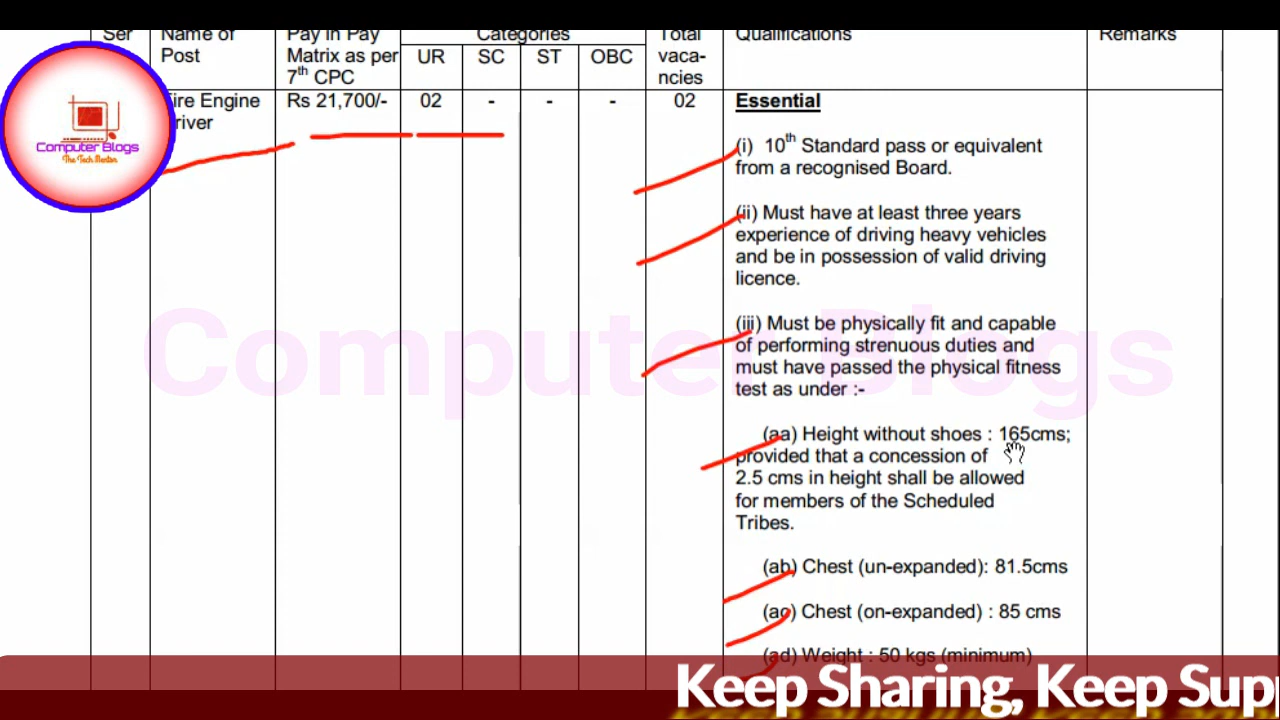 Ser
Name of
Post
Pay in Pay
Matrix as per
7th CPC
Categories
UR
SC
ST
OBC
Total
vaca-
ncies
Qualifications
Remarks
Computer Blogs
The Tech Mentor
ire Engine
river
Rs 21,700/-
02
-
-
-
02
Essential
(i) 10th Standard pass or equivalent
from a recognised Board.
(ii) Must have at least three years
experience of driving heavy vehicles
and be in possession of valid driving
licence.
(iii) Must be physically fit and capable
of performing strenuous duties and
must have passed the physical fitness
test as under :-
(aa) Height without shoes : 165cms;
provided that a concession of
2.5 cms in height shall be allowed
for members of the Scheduled
Tribes.
(ab) Chest (un-expanded): 81.5cms
(ac) Chest (on-expanded) : 85 cms
(ad) Weight : 50 kgs (minimum)
Computer Blogs
Keep Sharing, Keep Supp